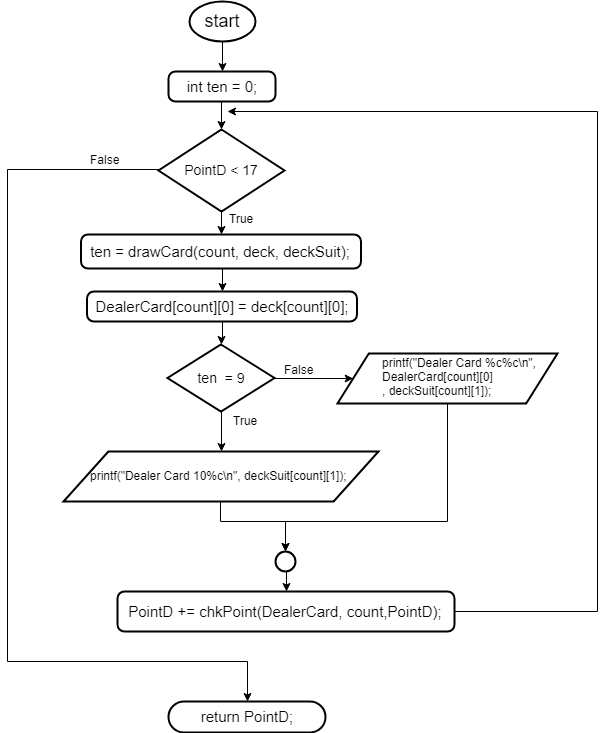 start
int ten = 0;
False
PointD < 17
True
ten = drawCard(count, deck, deckSuit);
DealerCard[count][0] = deck[count][0];
ten = 9
False
printf("Dealer Card %c%c\n",
DealerCard[count][0]
, deckSuit[count][1]);
True
printf("Dealer Card 10%c\n", deckSuit[count][1]);
PointD += chkPoint(DealerCard, count,PointD);
return PointD;